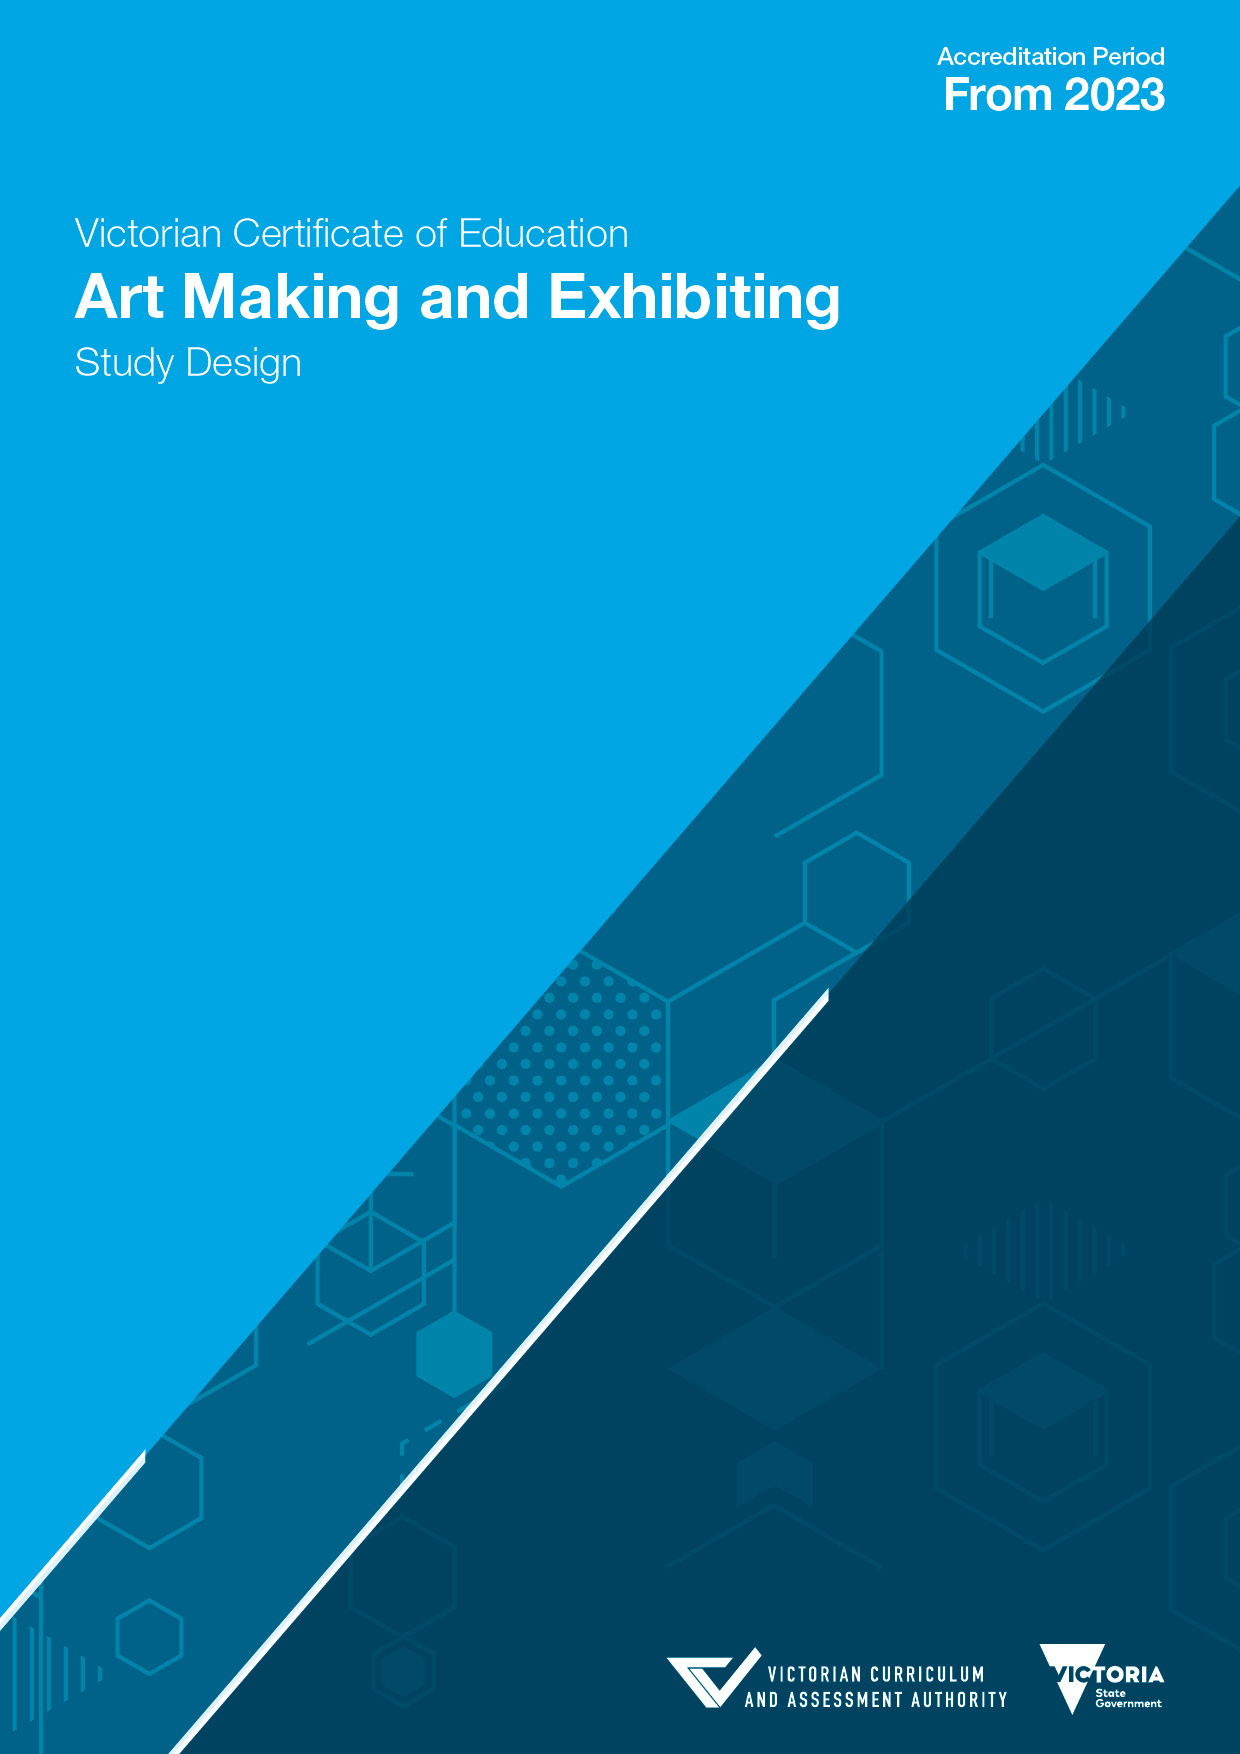 Accreditation Period
From 2023
Victorian Certificate of Education
Art Making and Exhibiting
Study Design
VICTORIAN CURRICULUM
AND ASSESSMENT AUTHORITY
VICTORIA
State
Government